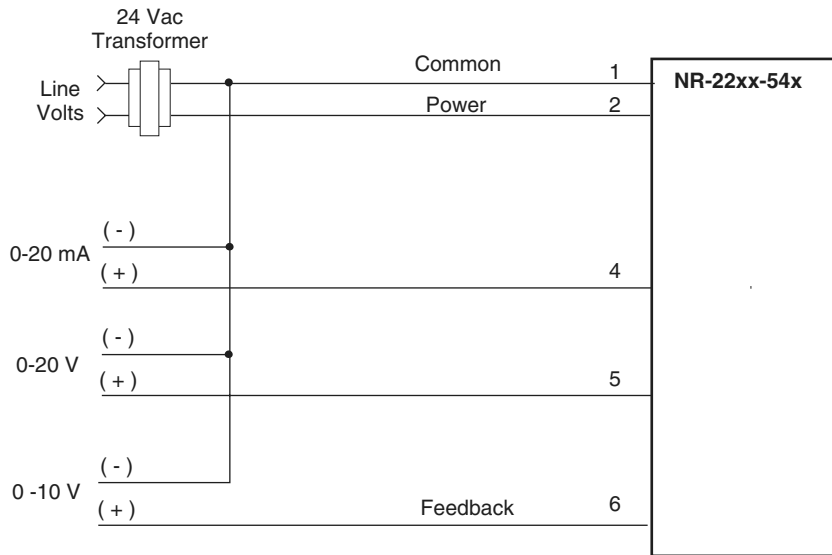 24 Vac
Transformer
Line
Volts
Common 1
Power 2
NR-22xx-54x
0-20 mA
( - )
( + ) 4
0-20 V
( - )
( + ) 5
0 -10 V
( - )
( + ) Feedback 6